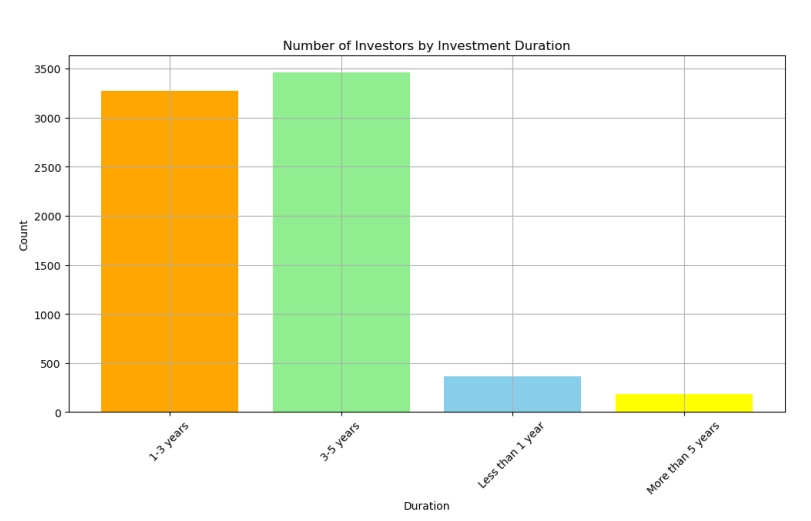 Number of Investors by Investment Duration
3500
3000
2500
2000
1500
1000
500
0
Count
1-3 years
3-5 years
Less than 1 year
More than 5 years
Duration